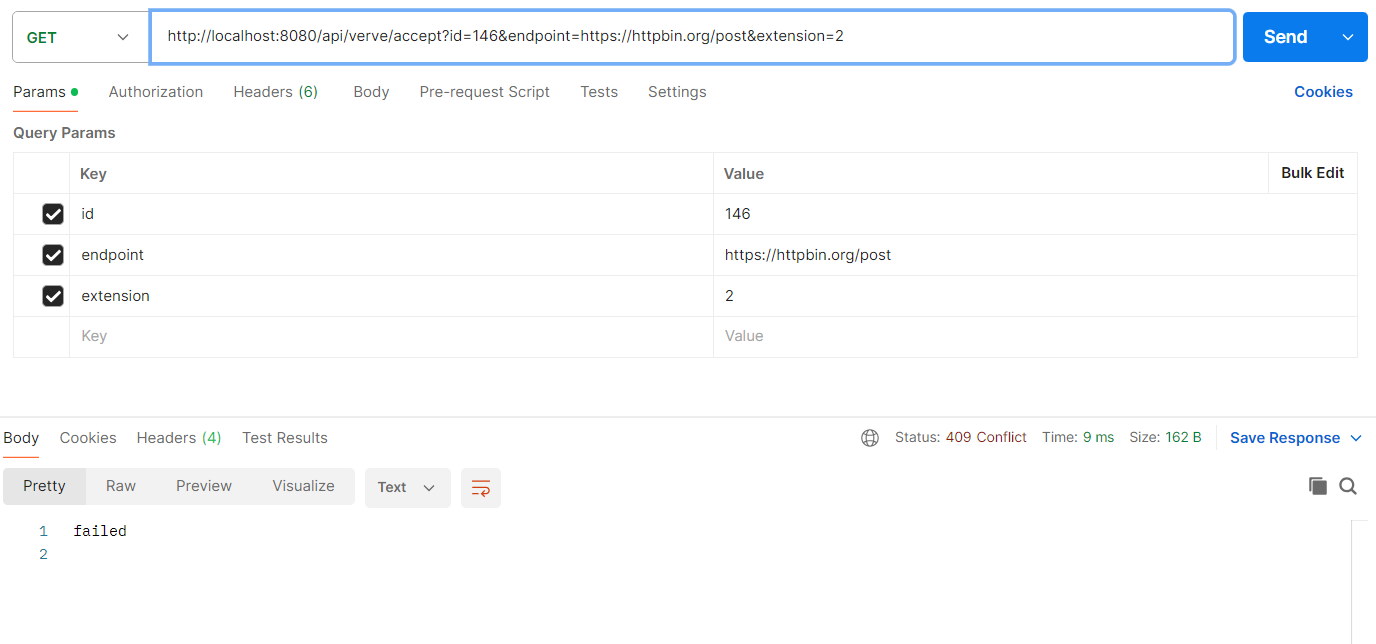 GET http://localhost:8080/api/verve/accept?id=146&endpoint=https://httpbin.org/post&extension=2 Send
Params Authorization Headers (6) Body Pre-request Script Tests Settings Cookies
Query Params
Key Value Bulk Edit
id 146
endpoint https://httpbin.org/post
extension 2
Key Value
Body Cookies Headers (4) Test Results Status: 409 Conflict Time: 9 ms Size: 162 B Save Response
Pretty Raw Preview Visualize Text
1 failed
2